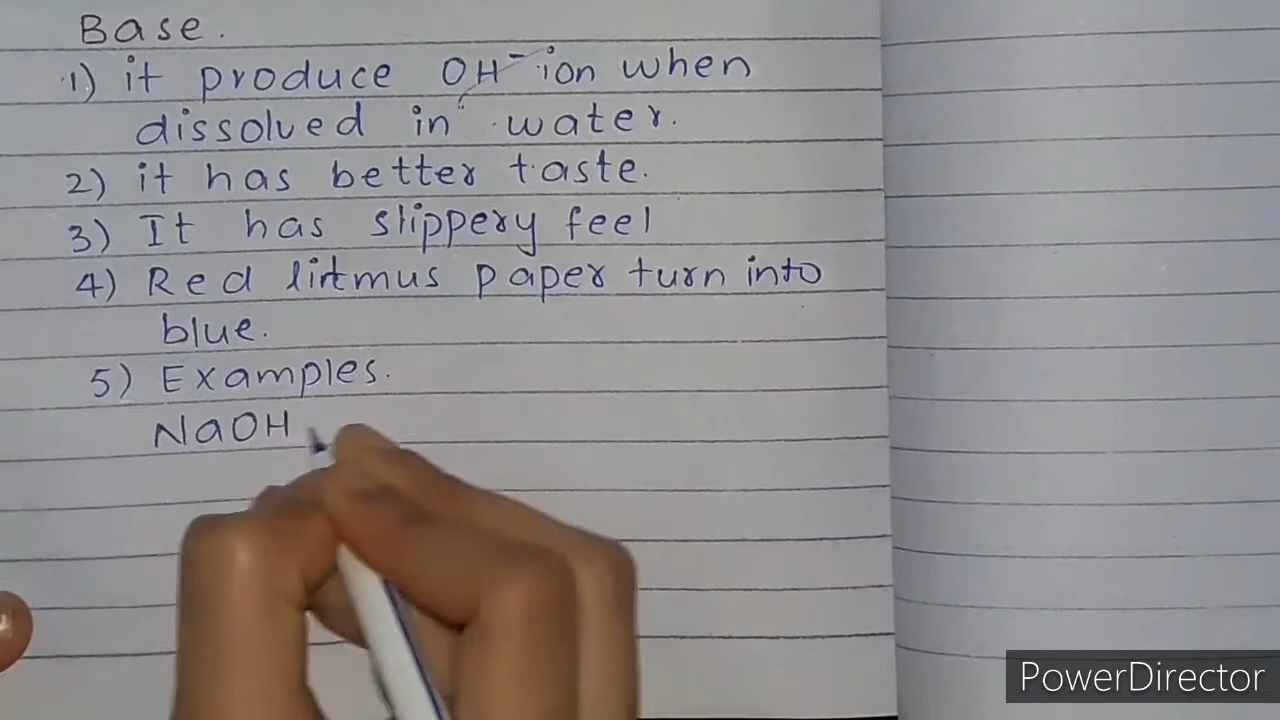 Base.
1) it produce OH⁻ ion when
dissolved in water.
2) it has better taste.
3) It has slippery feel
4) Red litmus paper turn into
blue.
5) Examples.
NaOH
PowerDirector